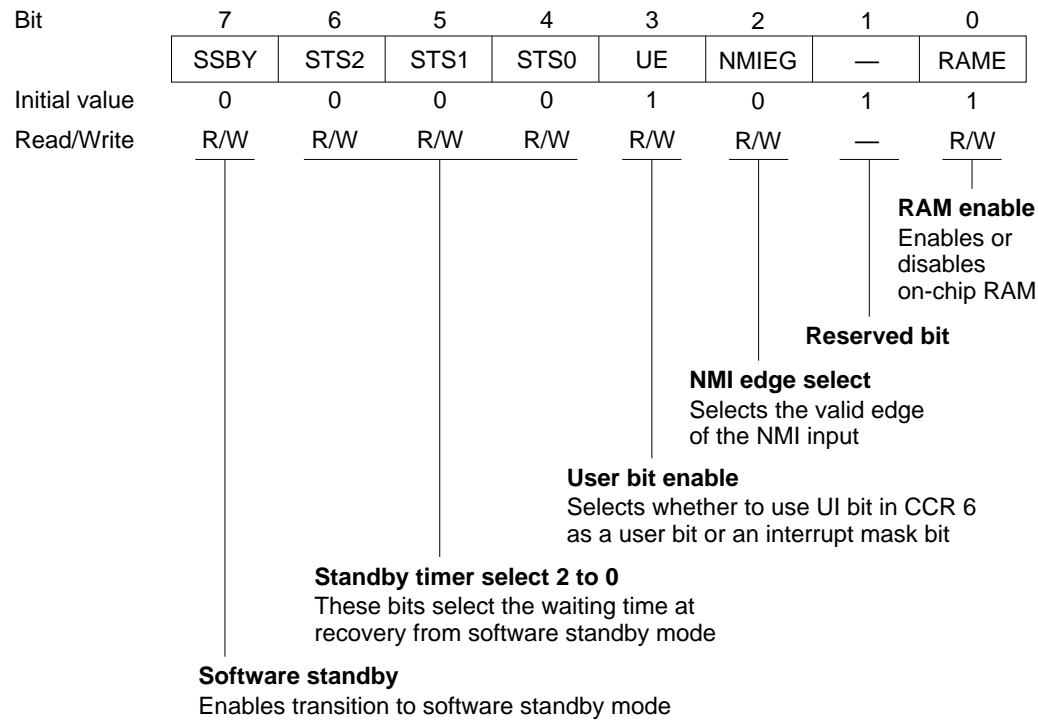 Bit 7 6 5 4 3 2 1 0
SSBY STS2 STS1 STS0 UE NMIEG — RAME
Initial value 0 0 0 0 1 0 1 1
Read/Write R/W R/W R/W R/W R/W R/W — R/W
RAM enable
Enables or
disables
on-chip RAM
Reserved bit
NMI edge select
Selects the valid edge
of the NMI input
User bit enable
Selects whether to use UI bit in CCR 6
as a user bit or an interrupt mask bit
Standby timer select 2 to 0
These bits select the waiting time at
recovery from software standby mode
Software standby
Enables transition to software standby mode